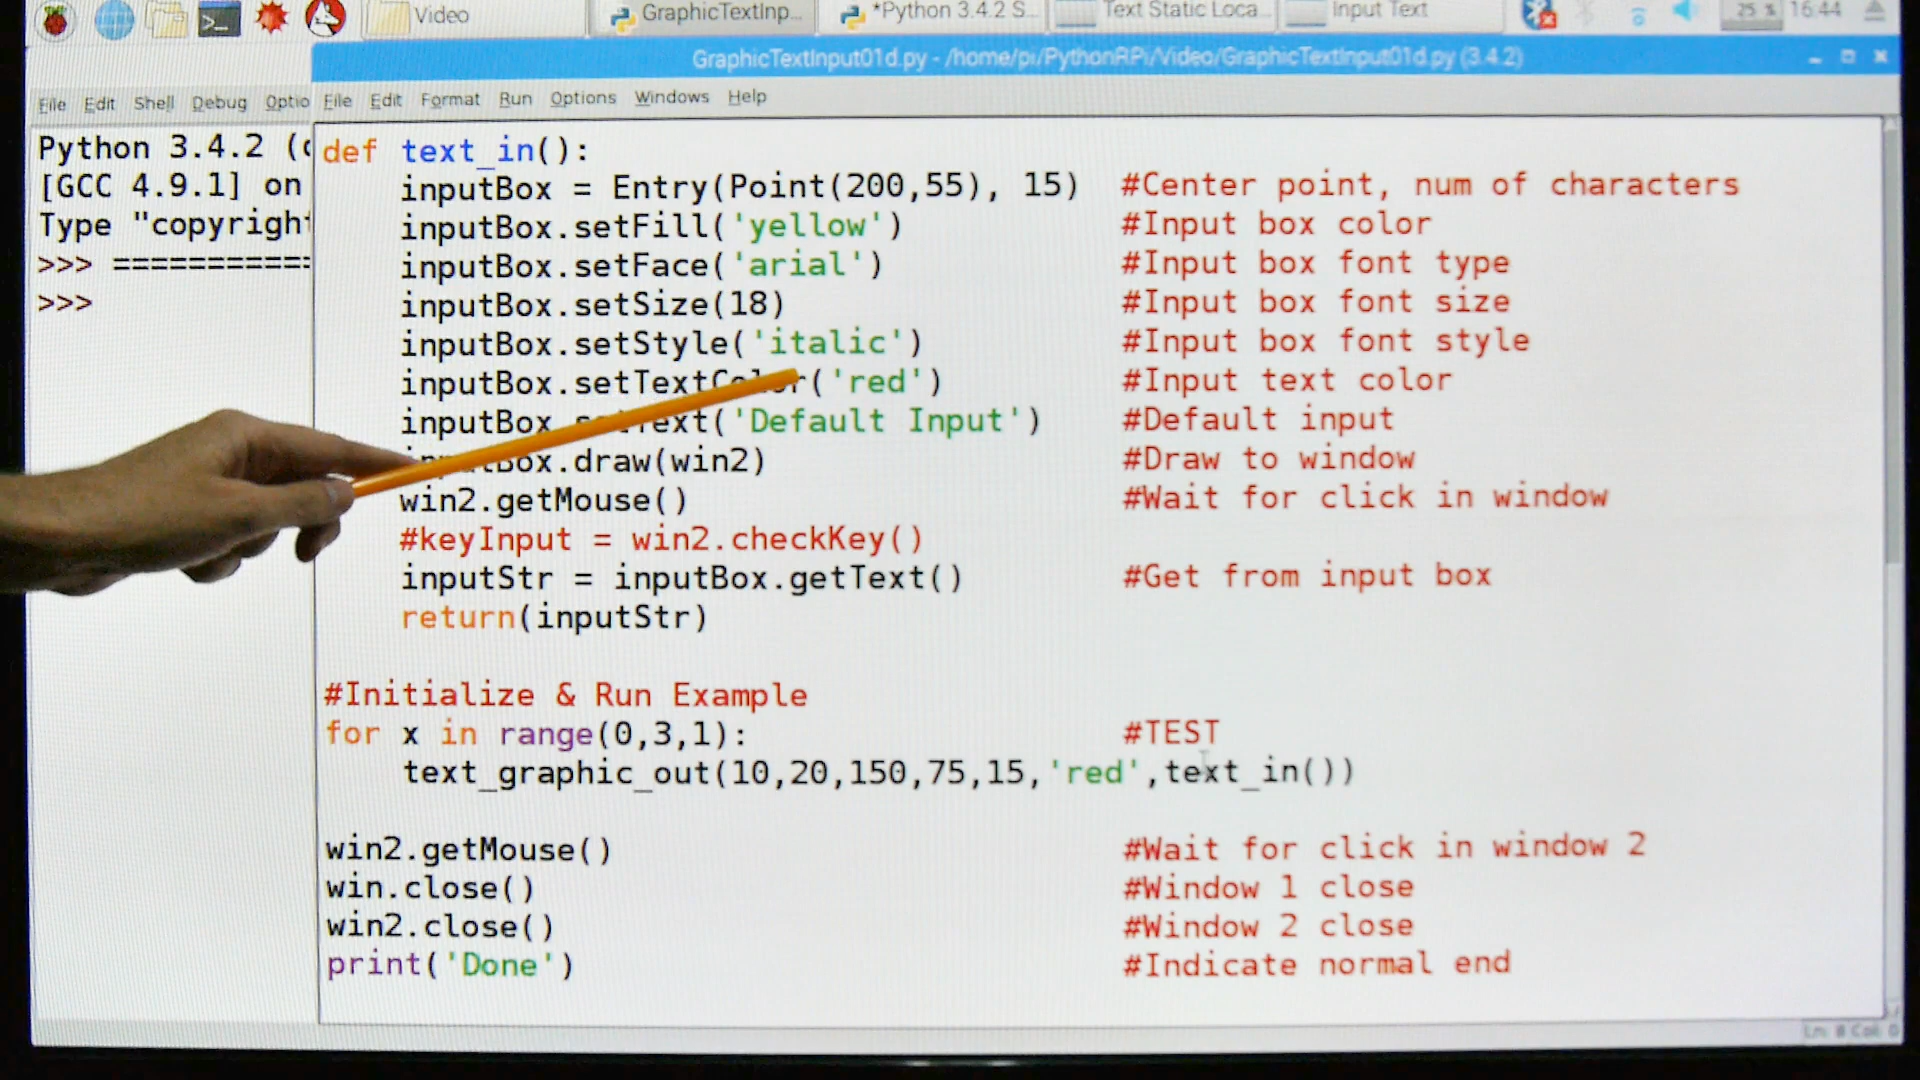 Video
GraphicTextInp...
*Python 3.4.2 S...
Text Static Loca...
Input Text
25 %
16:44
GraphicTextInput01d.py - /home/pi/PythonRPi/Video/GraphicTextInput01d.py (3.4.2)
File Edit Shell Debug Optio
File Edit Format Run Options Windows Help
Python 3.4.2 (
[GCC 4.9.1] on
Type "copyright
>>> ===========
>>>
def text_in():
inputBox = Entry(Point(200,55), 15) #Center point, num of characters
inputBox.setFill('yellow') #Input box color
inputBox.setFace('arial') #Input box font type
inputBox.setSize(18) #Input box font size
inputBox.setStyle('italic') #Input box font style
inputBox.setTextColor('red') #Input text color
inputBox.setText('Default Input') #Default input
inputBox.draw(win2) #Draw to window
win2.getMouse() #Wait for click in window
#keyInput = win2.checkKey()
inputStr = inputBox.getText() #Get from input box
return(inputStr)
#Initialize & Run Example
for x in range(0,3,1): #TEST
text_graphic_out(10,20,150,75,15,'red',text_in())
win2.getMouse() #Wait for click in window 2
win.close() #Window 1 close
win2.close() #Window 2 close
print('Done') #Indicate normal end
Ln: 8 Col: 0